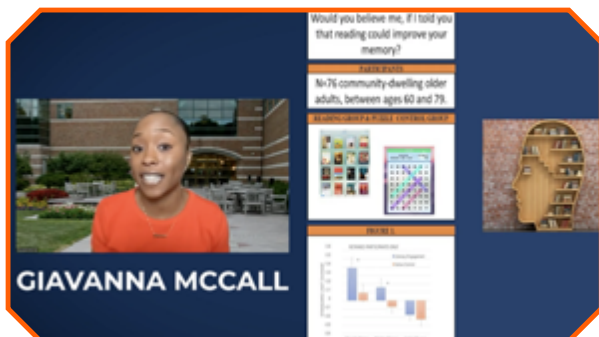 Would you believe me, if I told you
that reading could improve your
memory?
PARTICIPANTS
N=76 community-dwelling older
adults, between ages 60 and 79.
READING GROUP & PUZZLE CONTROL GROUP
FIGURE 1.
GIAVANNA MCCALL